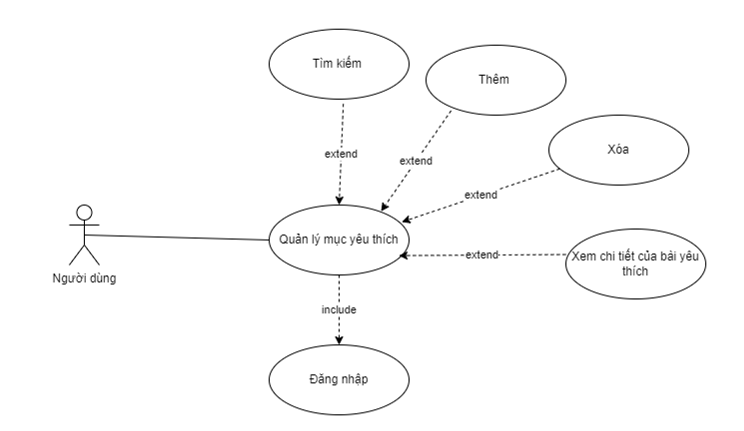 Tìm kiếm
Thêm
extend
extend
Xóa
extend
Quản lý mục yêu thích
extend
Xem chi tiết của bài yêu
thích
Người dùng
include
Đăng nhập